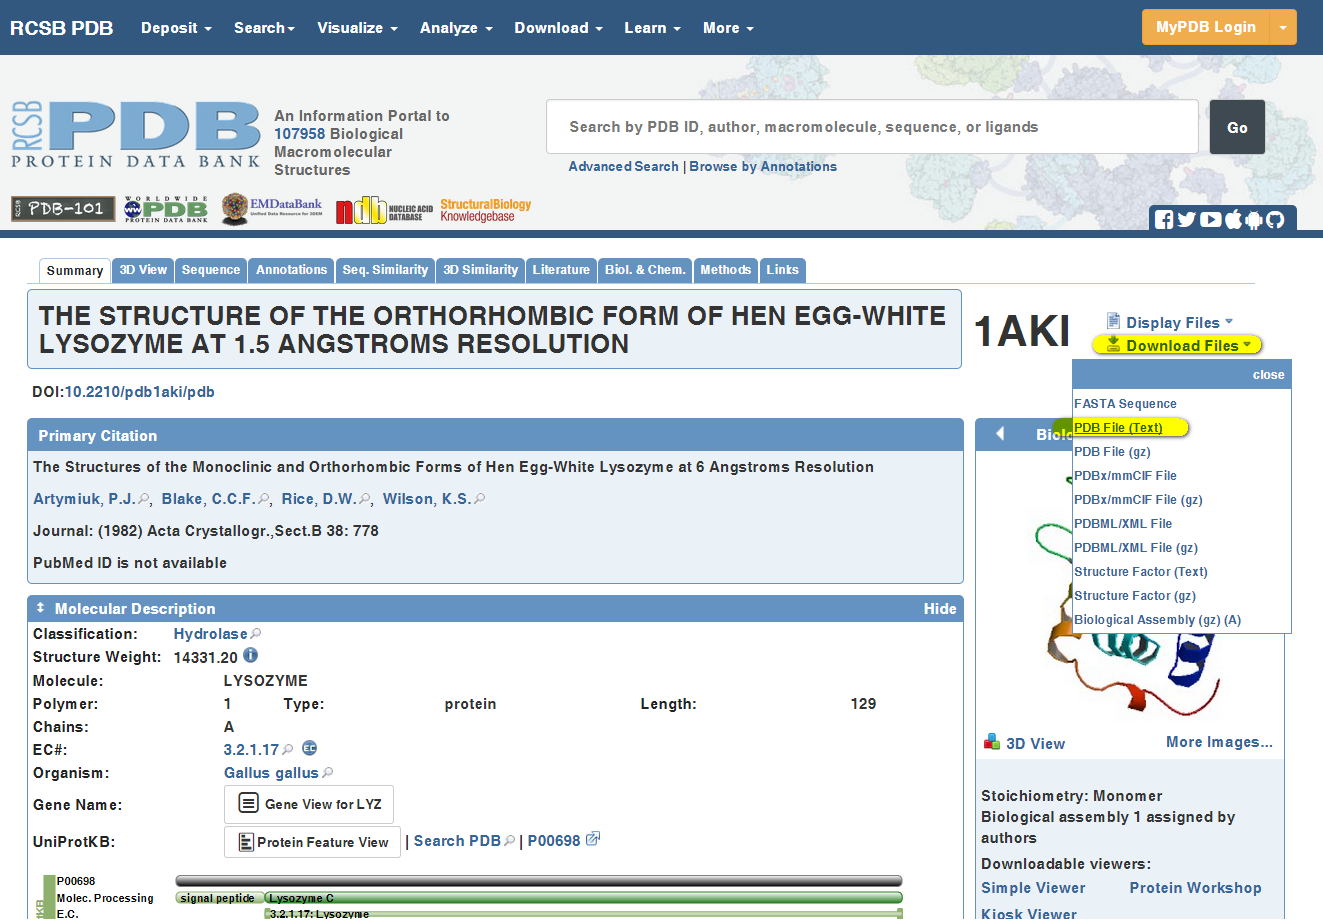 RCSB PDB Deposit Search Visualize Analyze Download Learn More MyPDB Login
RCSB PDB
PROTEIN DATA BANK
An Information Portal to
107958 Biological
Macromolecular
Structures
Search by PDB ID, author, macromolecule, sequence, or ligands
Go
Advanced Search | Browse by Annotations
RCSB PDB-101
WORLDWIDE
PDB
PROTEIN DATA BANK
EMDataBank
Unified Data Resource for 3DEM
ndb NUCLEIC ACID
DATABASE
StructuralBiology
Knowledgebase
Summary 3D View Sequence Annotations Seq. Similarity 3D Similarity Literature Biol. & Chem. Methods Links
THE STRUCTURE OF THE ORTHORHOMBIC FORM OF HEN EGG-WHITE
LYSOZYME AT 1.5 ANGSTROMS RESOLUTION
1AKI
Display Files
Download Files
close
FASTA Sequence
PDB File (Text)
PDB File (gz)
PDBx/mmCIF File
PDBx/mmCIF File (gz)
PDBML/XML File
PDBML/XML File (gz)
Structure Factor (Text)
Structure Factor (gz)
Biological Assembly (gz) (A)
DOI:10.2210/pdb1aki/pdb
Primary Citation
The Structures of the Monoclinic and Orthorhombic Forms of Hen Egg-White Lysozyme at 6 Angstroms Resolution
Artymiuk, P.J. , Blake, C.C.F. , Rice, D.W. , Wilson, K.S.
Journal: (1982) Acta Crystallogr.,Sect.B 38: 778
PubMed ID is not available
Molecular Description Hide
Classification: Hydrolase
Structure Weight: 14331.20
Molecule: LYSOZYME
Polymer: 1 Type: protein Length: 129
Chains: A
EC#: 3.2.1.17 EC
Organism: Gallus gallus
Gene Name: Gene View for LYZ
UniProtKB: Protein Feature View | Search PDB | P00698
P00698
Molec. Processing signal peptide Lysozyme C
E.C. 3.2.1.17: Lysozyme
3D View More Images...
Stoichiometry: Monomer
Biological assembly 1 assigned by
authors
Downloadable viewers:
Simple Viewer Protein Workshop
Kiosk Viewer